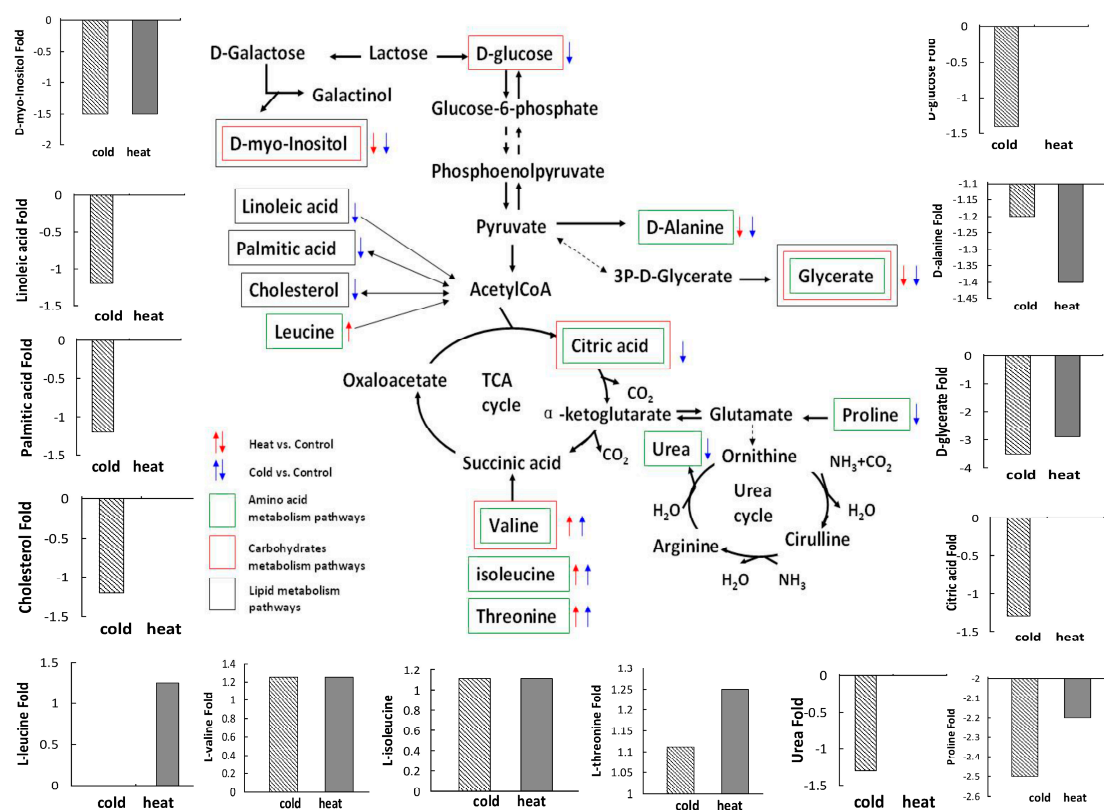 D-myo-Inositol Fold
0
-0.5
-1
-1.5
-2
cold heat
Linoleic acid Fold
0
-0.5
-1
-1.5
cold heat
Palmitic acid Fold
0
-0.5
-1
-1.5
cold heat
Cholesterol Fold
0
-0.5
-1
-1.5
cold heat
D-Galactose
Lactose
D-glucose
Galactinol
Glucose-6-phosphate
D-myo-Inositol
Phosphoenolpyruvate
Linoleic acid
Pyruvate
D-Alanine
Palmitic acid
3P-D-Glycerate
Glycerate
Cholesterol
AcetylCoA
Leucine
Citric acid
Oxaloacetate
TCA
cycle
CO2
α -ketoglutarate
Glutamate
Proline
CO2
Urea
Ornithine
NH3+CO2
Succinic acid
H2O
Urea
cycle
H2O
Valine
Arginine
Cirulline
H2O
NH3
isoleucine
Threonine
Heat vs. Control
Cold vs. Control
Amino acid
metabolism pathways
Carbohydrates
metabolism pathways
Lipid metabolism
pathways
D-glucose Fold
0
-0.5
-1
-1.5
cold heat
D-alanine Fold
-1.1
-1.15
-1.2
-1.25
-1.3
-1.35
-1.4
-1.45
cold heat
D-glycerate Fold
0
-1
-2
-3
-4
cold heat
Citric acid Fold
0
-0.5
-1
-1.5
cold heat
L-leucine Fold
1.5
1
0.5
0
cold heat
L-valine Fold
1.4
1.2
1
0.8
0.6
0.4
0.2
0
cold heat
L-isoleucine
1.2
1
0.8
0.6
0.4
0.2
0
cold heat
L-threonine Fold
1.3
1.25
1.2
1.15
1.1
1.05
1
cold heat
Urea Fold
0
-0.5
-1
-1.5
cold heat
Proline Fold
-2
-2.1
-2.2
-2.3
-2.4
-2.5
-2.6
cold heat